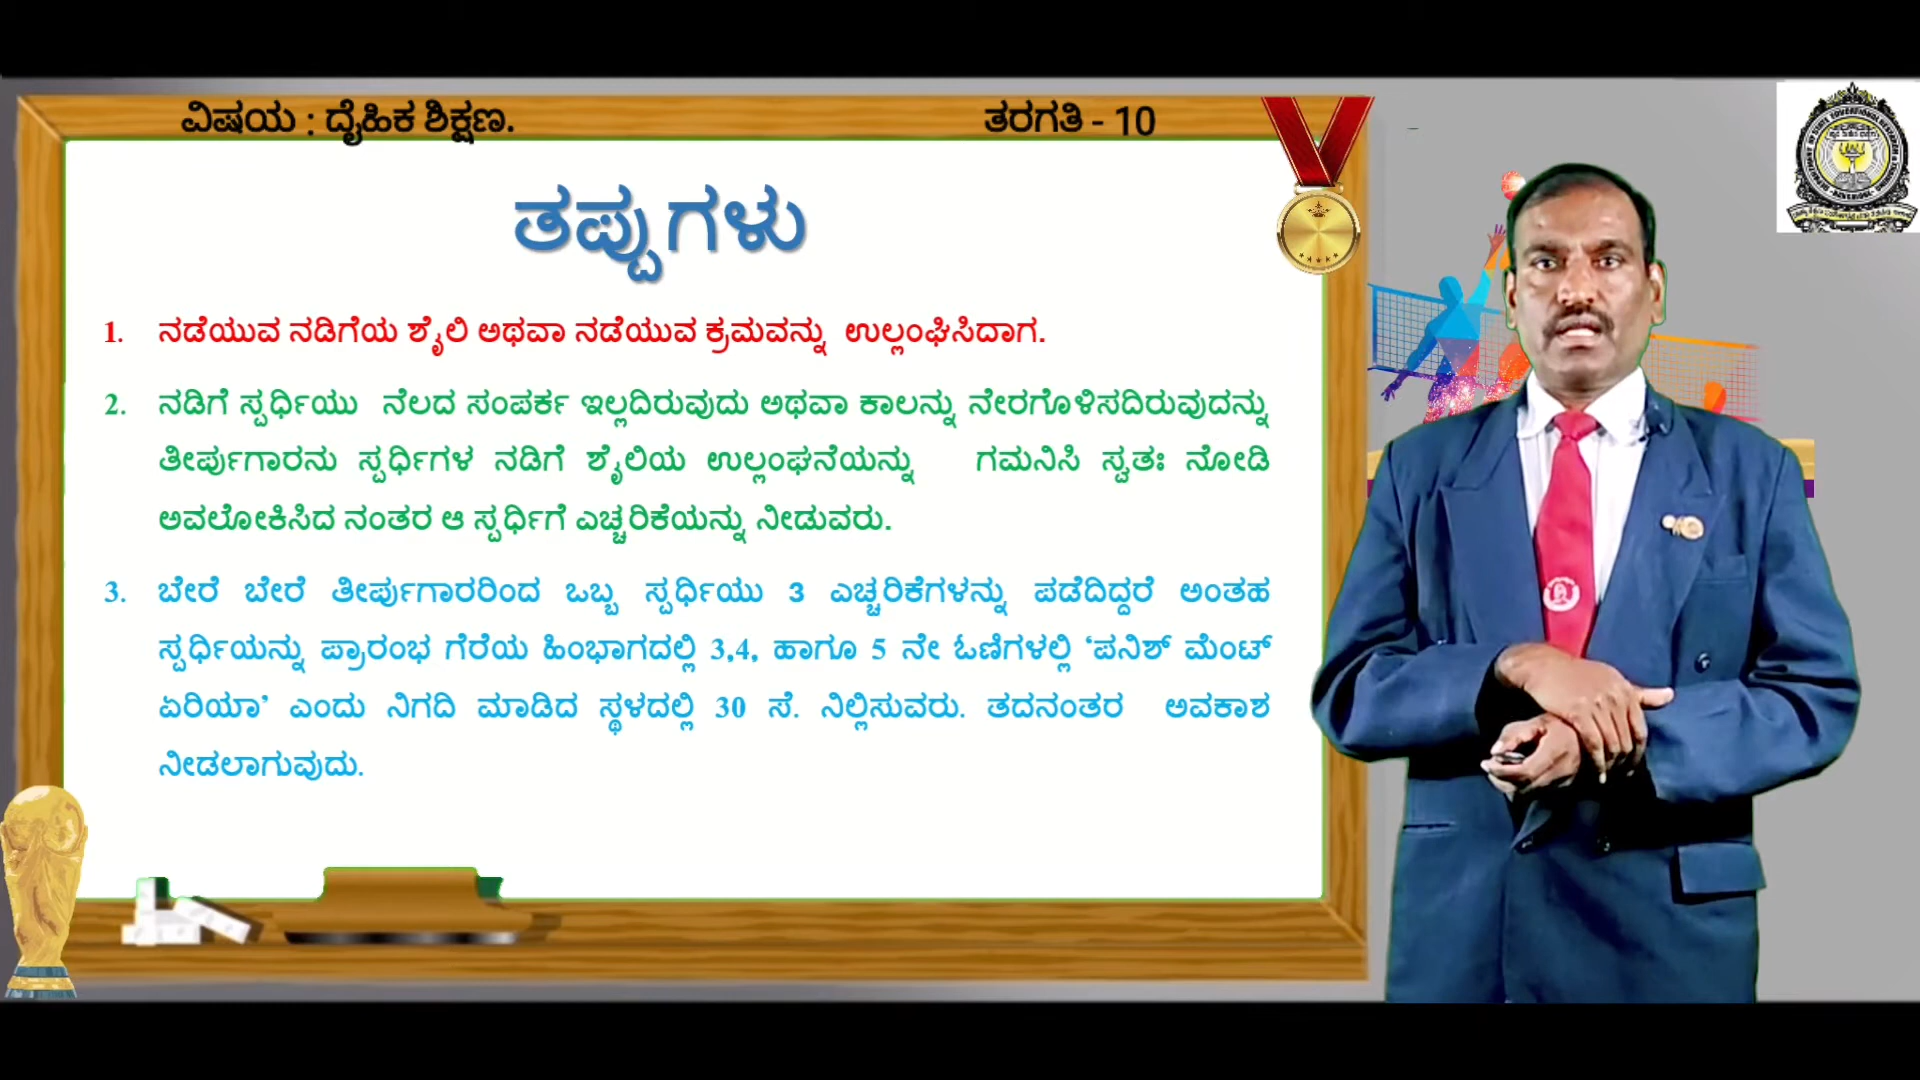 ವಿಷಯ : ದೈಹಿಕ ಶಿಕ್ಷಣ. ತರಗತಿ - 10
ತಪ್ಪುಗಳು
1. ನಡೆಯುವ ನಡಿಗೆಯ ಶೈಲಿ ಅಥವಾ ನಡೆಯುವ ಕ್ರಮವನ್ನು ಉಲ್ಲಂಘಿಸಿದಾಗ.
2. ನಡಿಗೆ ಸ್ಪರ್ಧಿಯು ನೆಲದ ಸಂಪರ್ಕ ಇಲ್ಲದಿರುವುದು ಅಥವಾ ಕಾಲನ್ನು ನೇರಗೊಳಿಸದಿರುವುದನ್ನು
ತೀರ್ಪುಗಾರನು ಸ್ಪರ್ಧಿಗಳ ನಡಿಗೆ ಶೈಲಿಯ ಉಲ್ಲಂಘನೆಯನ್ನು ಗಮನಿಸಿ ಸ್ವತಃ ನೋಡಿ
ಅವಲೋಕಿಸಿದ ನಂತರ ಆ ಸ್ಪರ್ಧಿಗೆ ಎಚ್ಚರಿಕೆಯನ್ನು ನೀಡುವರು.
3. ಬೇರೆ ಬೇರೆ ತೀರ್ಪುಗಾರರಿಂದ ಒಬ್ಬ ಸ್ಪರ್ಧಿಯು 3 ಎಚ್ಚರಿಕೆಗಳನ್ನು ಪಡೆದಿದ್ದರೆ ಅಂತಹ
ಸ್ಪರ್ಧಿಯನ್ನು ಪ್ರಾರಂಭ ಗೆರೆಯ ಹಿಂಭಾಗದಲ್ಲಿ 3,4, ಹಾಗೂ 5 ನೇ ಓಣಿಗಳಲ್ಲಿ ‘ಪನಿಶ್ ಮೆಂಟ್
ಏರಿಯಾ’ ಎಂದು ನಿಗದಿ ಮಾಡಿದ ಸ್ಥಳದಲ್ಲಿ 30 ಸೆ. ನಿಲ್ಲಿಸುವರು. ತದನಂತರ ಅವಕಾಶ
ನೀಡಲಾಗುವುದು.